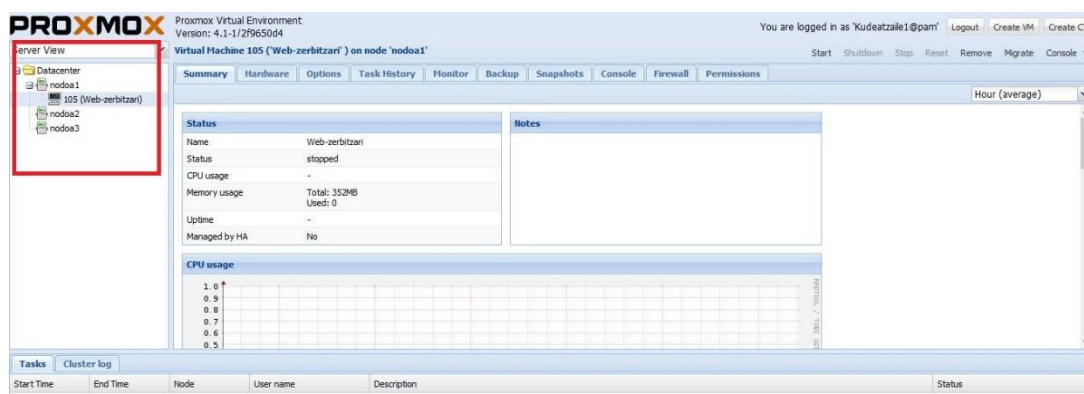 PROXMOX
Proxmox Virtual Environment
Version: 4.1-1/2f9650d4
You are logged in as 'Kudeatzaile1@pam' Logout Create VM Create C
Server View
Virtual Machine 105 ('Web-zerbitzari' ) on node 'nodoa1'
Start Shutdown Stop Reset Remove Migrate Console
Datacenter
nodoa1
105 (Web-zerbitzari)
nodoa2
nodoa3
Summary Hardware Options Task History Monitor Backup Snapshots Console Firewall Permissions
Hour (average)
Status
Name Web-zerbitzari
Status stopped
CPU usage -
Memory usage Total: 352MB
Used: 0
Uptime -
Managed by HA No
Notes
CPU usage
1.0
0.9
0.8
0.7
0.6
0.5
Tasks Cluster log
Start Time End Time Node User name Description Status